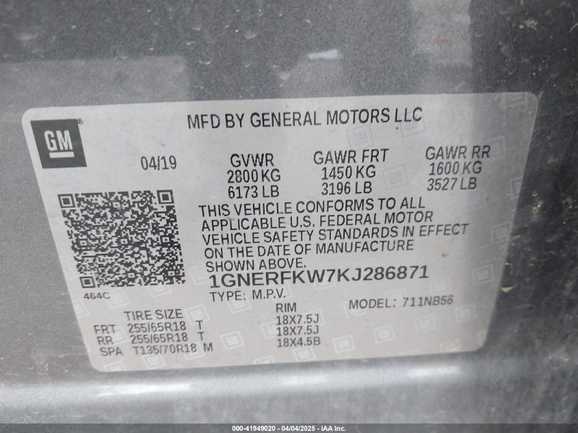 MFD BY GENERAL MOTORS LLC
GM
04/19 GVWR GAWR FRT GAWR RR
2800 KG 1450 KG 1600 KG
6173 LB 3196 LB 3527 LB
THIS VEHICLE CONFORMS TO ALL
APPLICABLE U.S. FEDERAL MOTOR
VEHICLE SAFETY STANDARDS IN EFFECT
ON THE DATE OF MANUFACTURE
SHOWN ABOVE.
464C
1GNERFKW7KJ286871
TYPE: M.P.V. MODEL: 711NB56
TIRE SIZE RIM
FRT 255/65R18 T 18X7.5J
RR 255/65R18 T 18X7.5J
SPA T135/70R18 M 18X4.5B
000-41949020 - 04/04/2025 - IAA Inc.